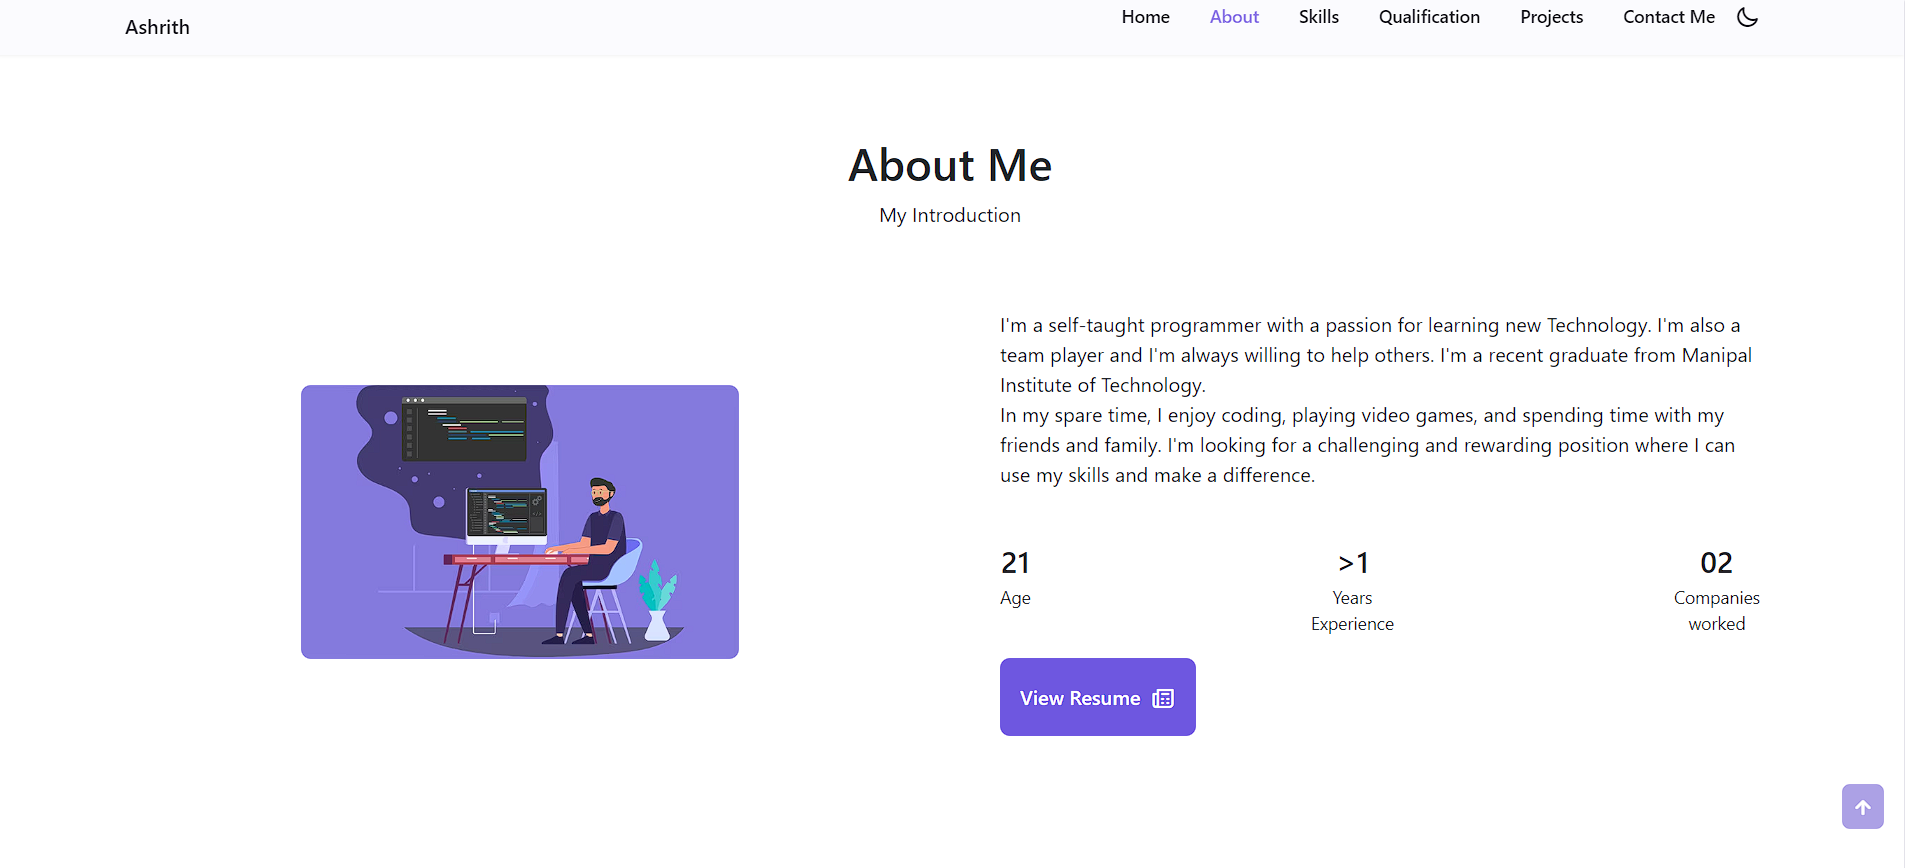 Ashrith
Home
About
Skills
Qualification
Projects
Contact Me
About Me
My Introduction
I'm a self-taught programmer with a passion for learning new Technology. I'm also a
team player and I'm always willing to help others. I'm a recent graduate from Manipal
Institute of Technology.
In my spare time, I enjoy coding, playing video games, and spending time with my
friends and family. I'm looking for a challenging and rewarding position where I can
use my skills and make a difference.
21
Age
>1
Years
Experience
02
Companies
worked
View Resume